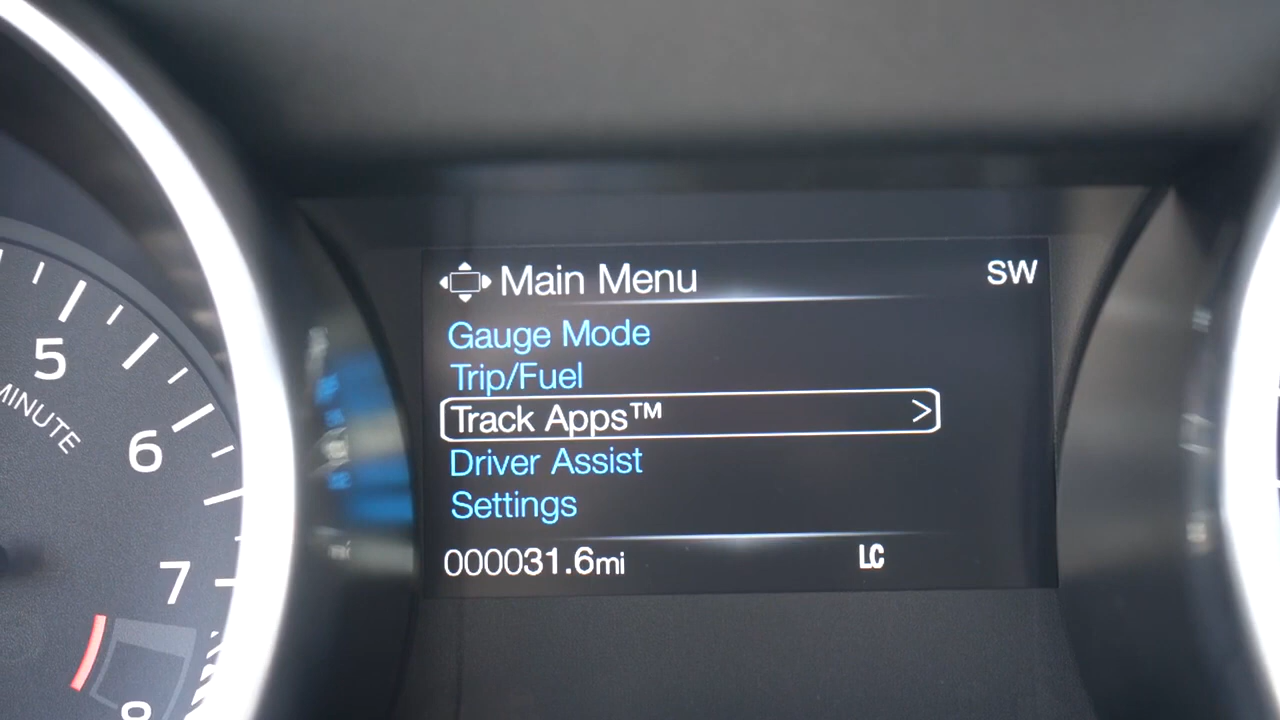 Main Menu SW
Gauge Mode
Trip/Fuel
Track Apps™ >
Driver Assist
Settings
000031.6mi LC
5
MINUTE
6
7
8